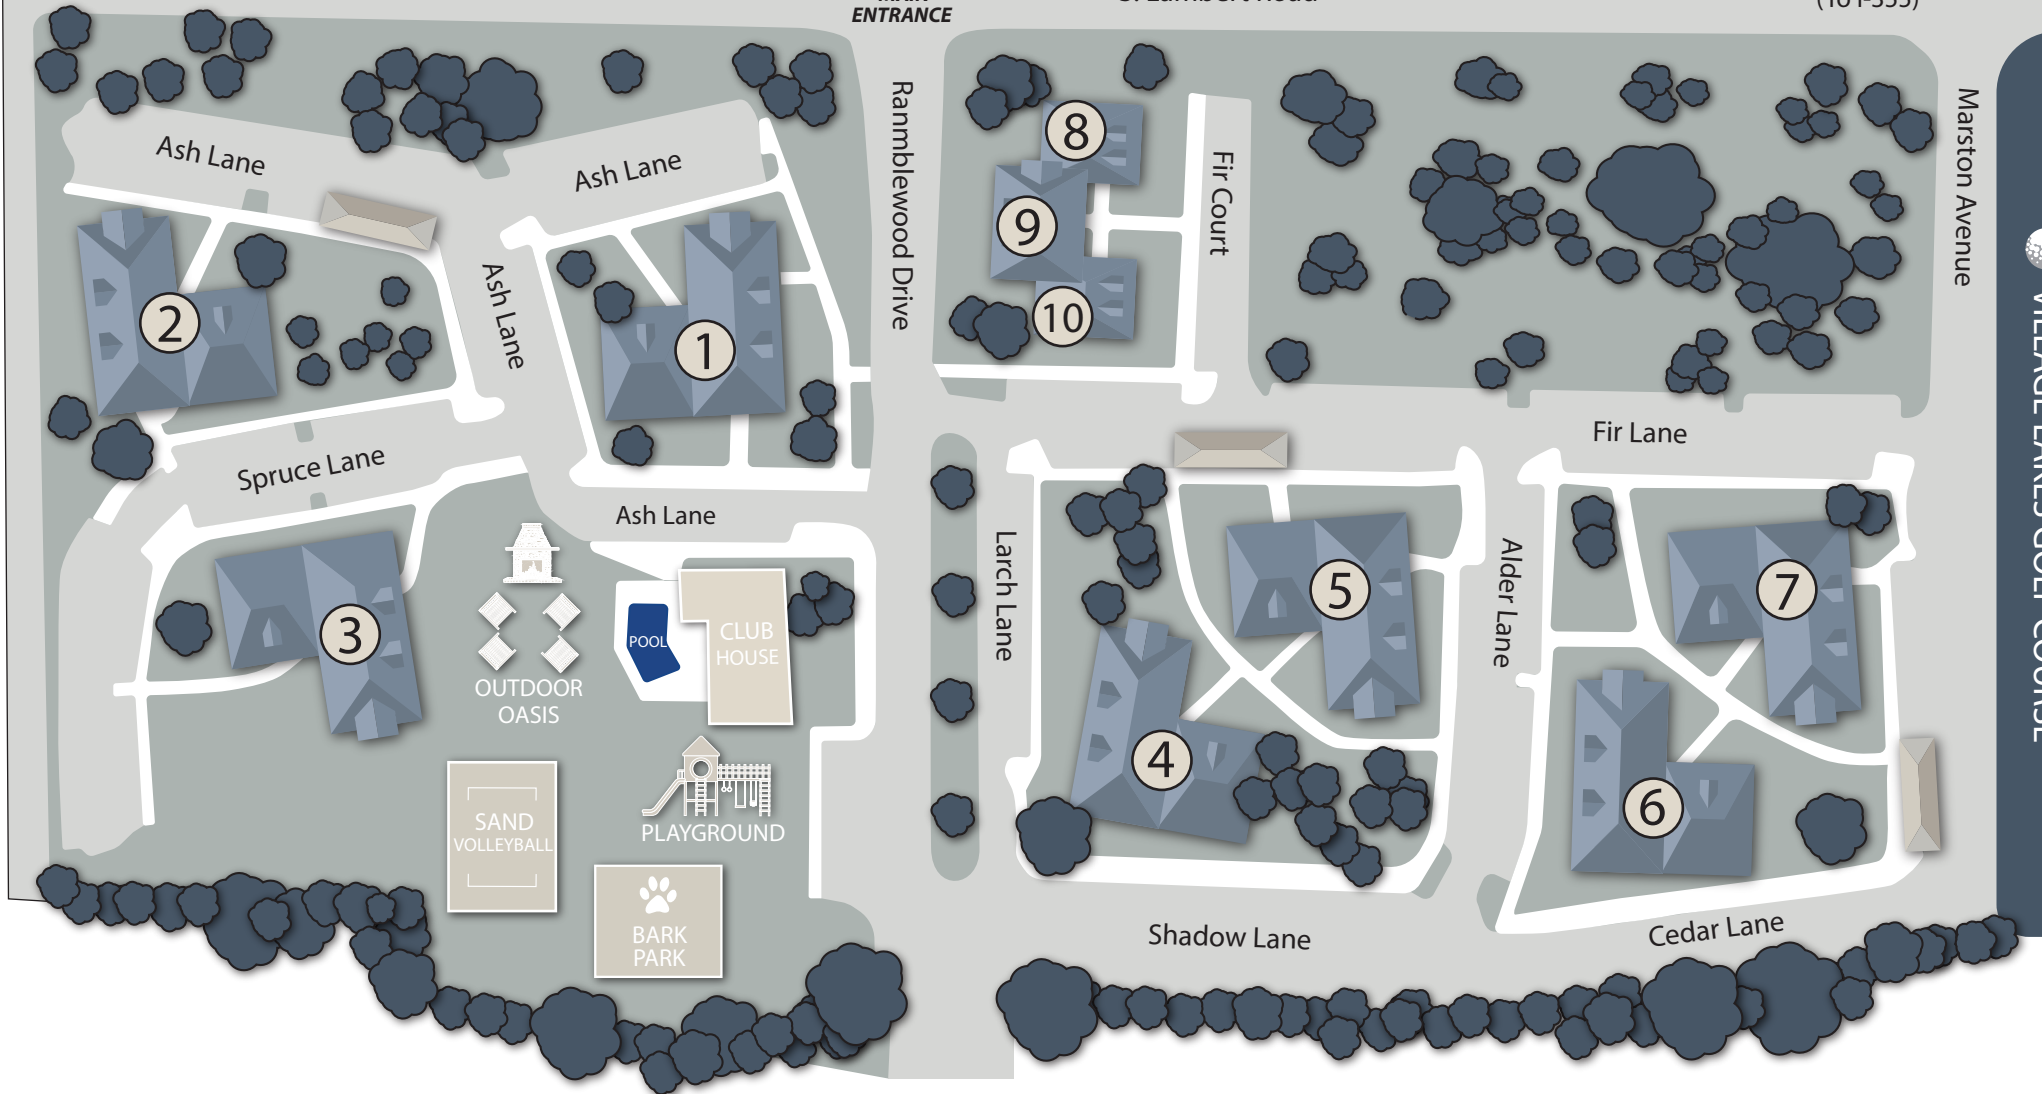 ENTRANCE
Ash Lane
Ash Lane
Ash Lane
Ranmblewood Drive
Fir Court
Marston Avenue
8
9
10
2
1
Spruce Lane
Ash Lane
Fir Lane
Larch Lane
Alder Lane
3
5
7
4
6
POOL
CLUB
HOUSE
OUTDOOR
OASIS
SAND
VOLLEYBALL
PLAYGROUND
BARK
PARK
Shadow Lane
Cedar Lane